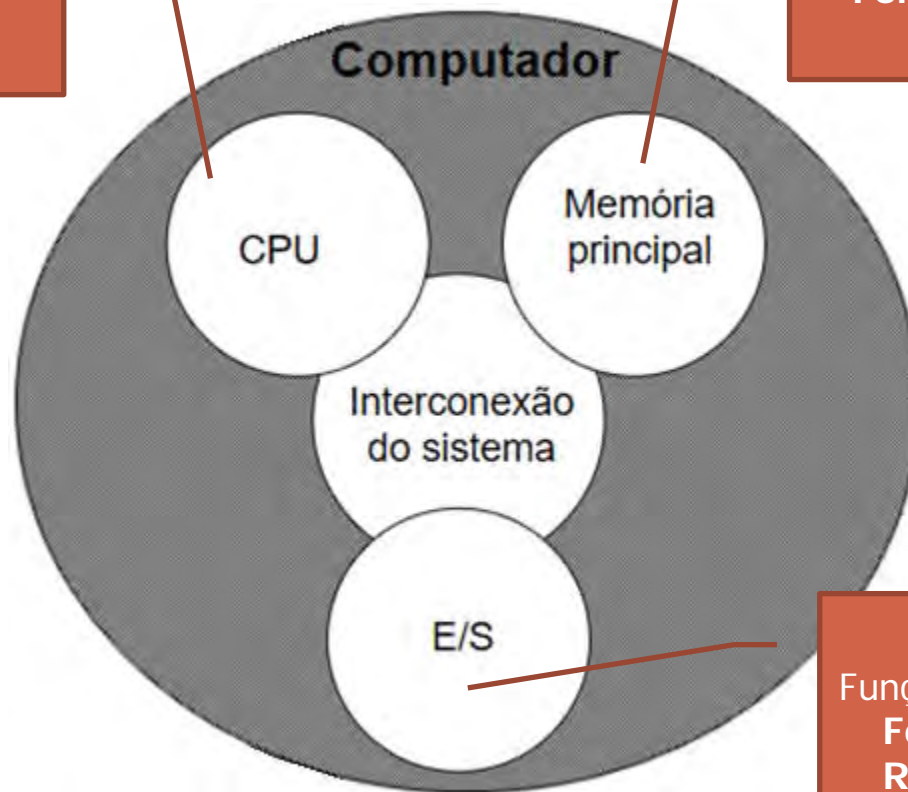 Computador
CPU
Memória
principal
Interconexão
do sistema
E/S